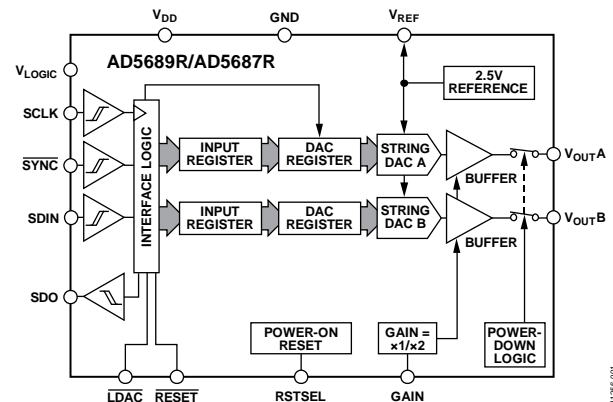 VDD
GND
VREF
AD5689R/AD5687R
VLOGIC
2.5V
REFERENCE
SCLK
SYNC
SDIN
SDO
INTERFACE LOGIC
INPUT
REGISTER
DAC
REGISTER
STRING
DAC A
BUFFER
VOUTA
INPUT
REGISTER
DAC
REGISTER
STRING
DAC B
BUFFER
VOUTB
POWER-ON
RESET
GAIN =
×1/×2
POWER-
DOWN
LOGIC
LDAC
RESET
RSTSEL
GAIN